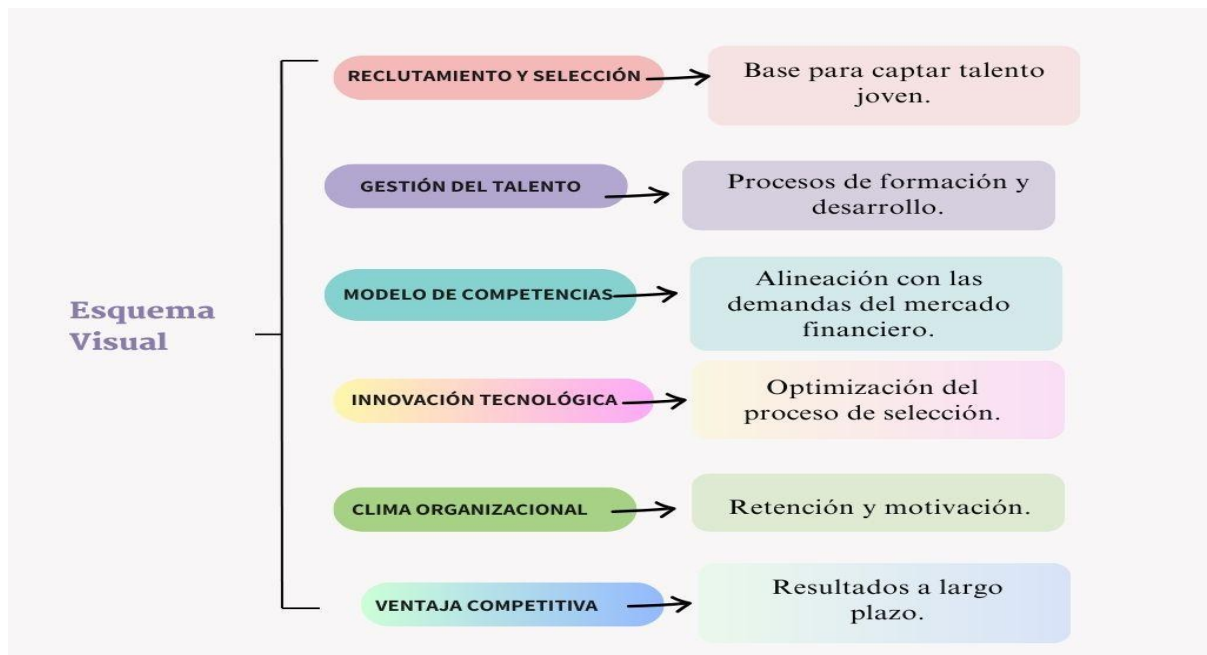 Esquema
Visual
RECLUTAMIENTO Y SELECCIÓN
Base para captar talento
joven.
GESTIÓN DEL TALENTO
Procesos de formación y
desarrollo.
MODELO DE COMPETENCIAS
Alineación con las
demandas del mercado
financiero.
INNOVACIÓN TECNOLÓGICA
Optimización del
proceso de selección.
CLIMA ORGANIZACIONAL
Retención y motivación.
VENTAJA COMPETITIVA
Resultados a largo
plazo.